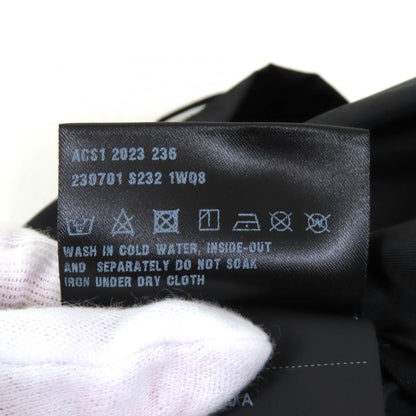 ACS1 2023 236
230701 S232 1WQ8
WASH IN COLD WATER, INSIDE-OUT
AND SEPARATELY DO NOT SOAK
IRON UNDER DRY CLOTH